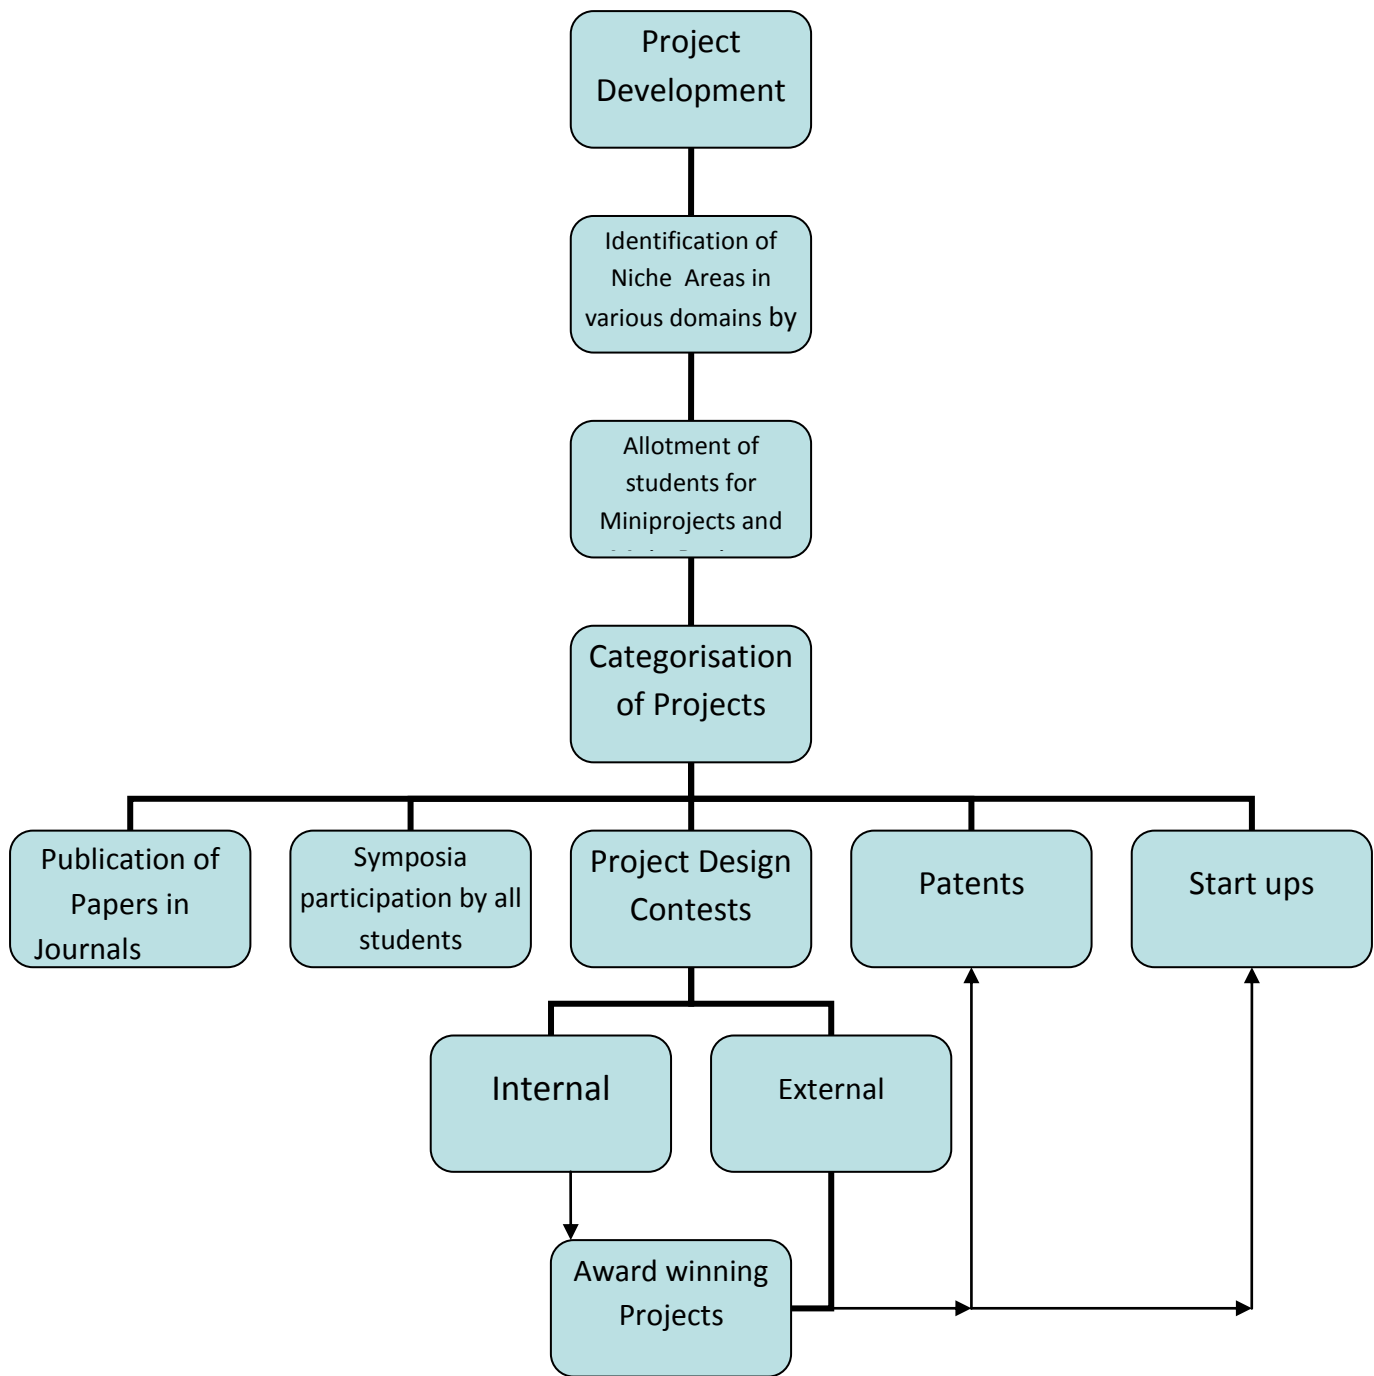 Project
Development
Identification of
Niche Areas in
various domains by
Allotment of
students for
Miniprojects and
Categorisation
of Projects
Publication of
Papers in
Journals
Symposia
participation by all
students
Project Design
Contests
Patents
Start ups
Internal
External
Award winning
Projects